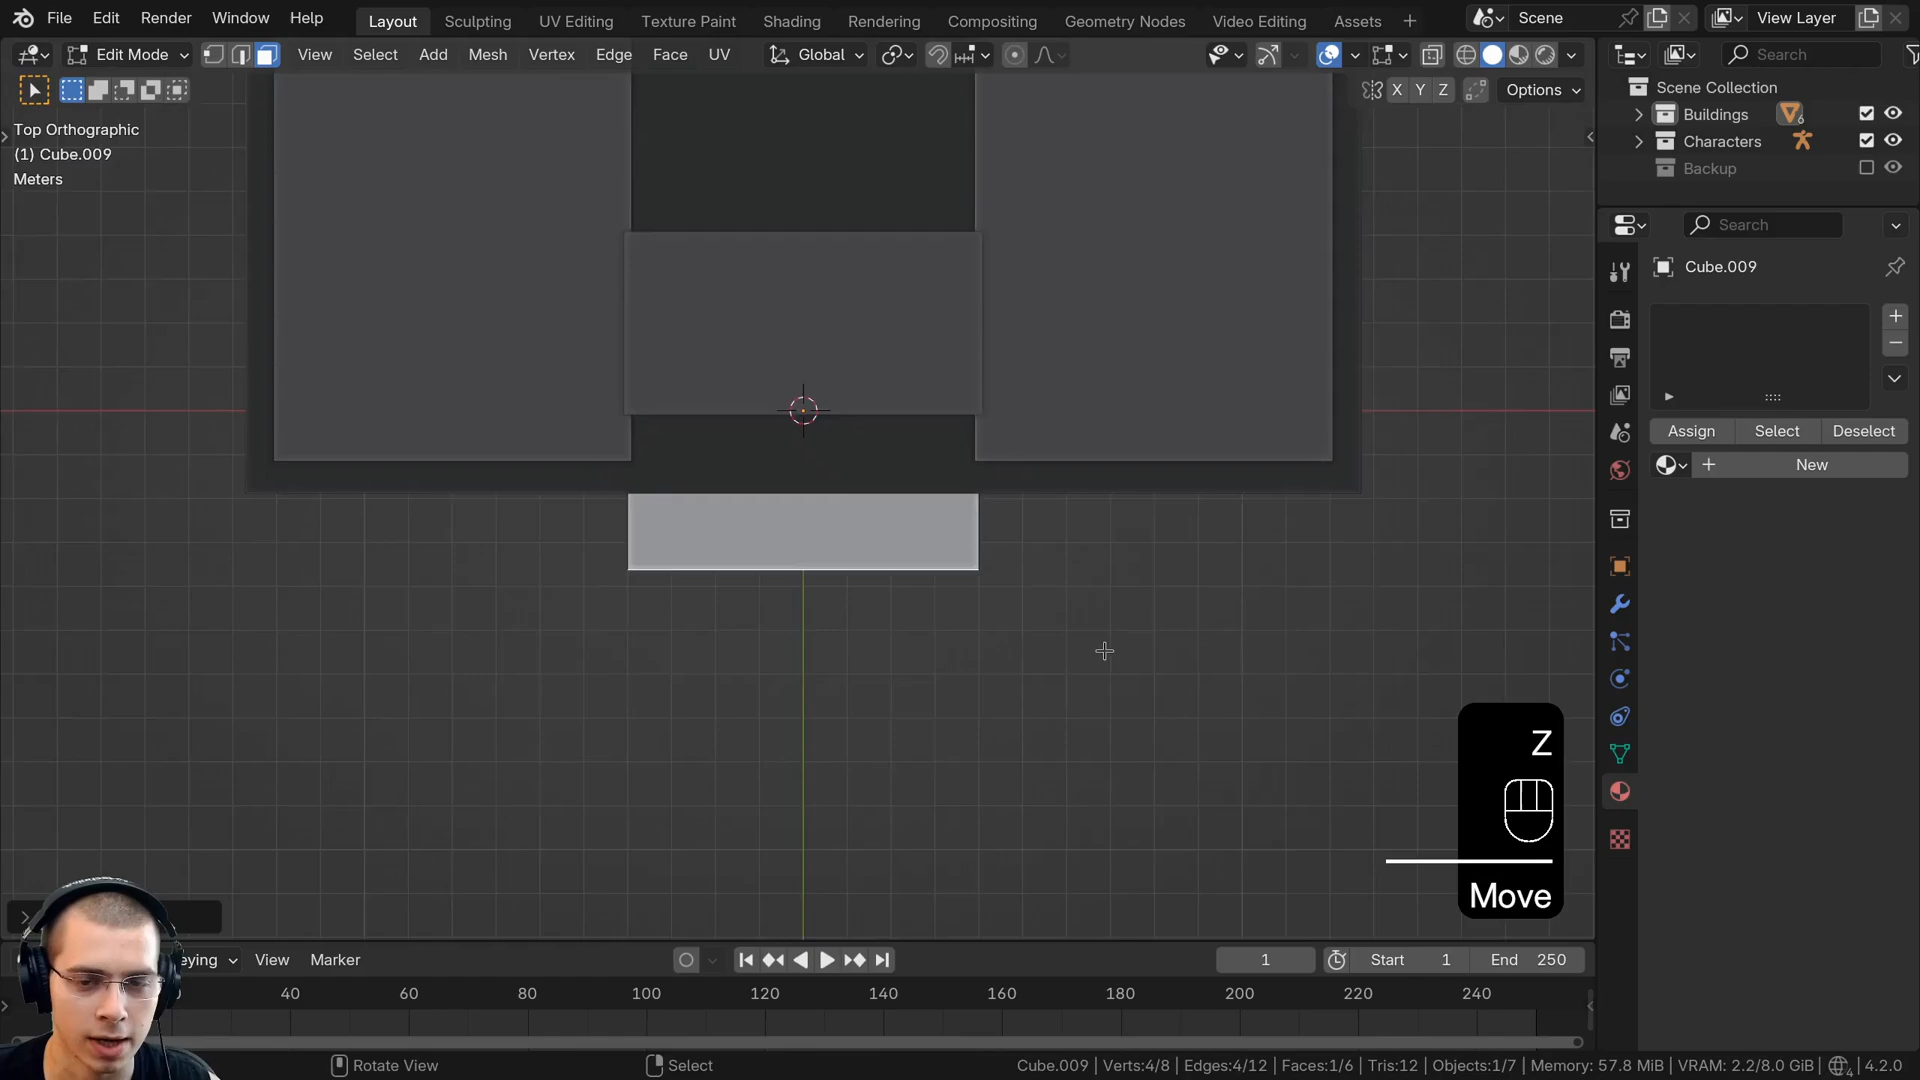 File Edit Render Window Help Layout Sculpting UV Editing Texture Paint Shading Rendering Compositing Geometry Nodes Video Editing Assets Scene View Layer
Edit Mode View Select Add Mesh Vertex Edge Face UV Global Search
X Y Z Options
Top Orthographic
(1) Cube.009
Meters
Scene Collection
Buildings 6
Characters
Backup
Search
Cube.009
Assign Select Deselect
New
Z
Move
eying View Marker 1 Start 1 End 250
40 60 80 100 120 140 160 180 200 220 240
Rotate View Select Cube.009 | Verts:4/8 | Edges:4/12 | Faces:1/6 | Tris:12 | Objects:1/7 | Memory: 57.8 MiB | VRAM: 2.2/8.0 GiB | 4.2.0